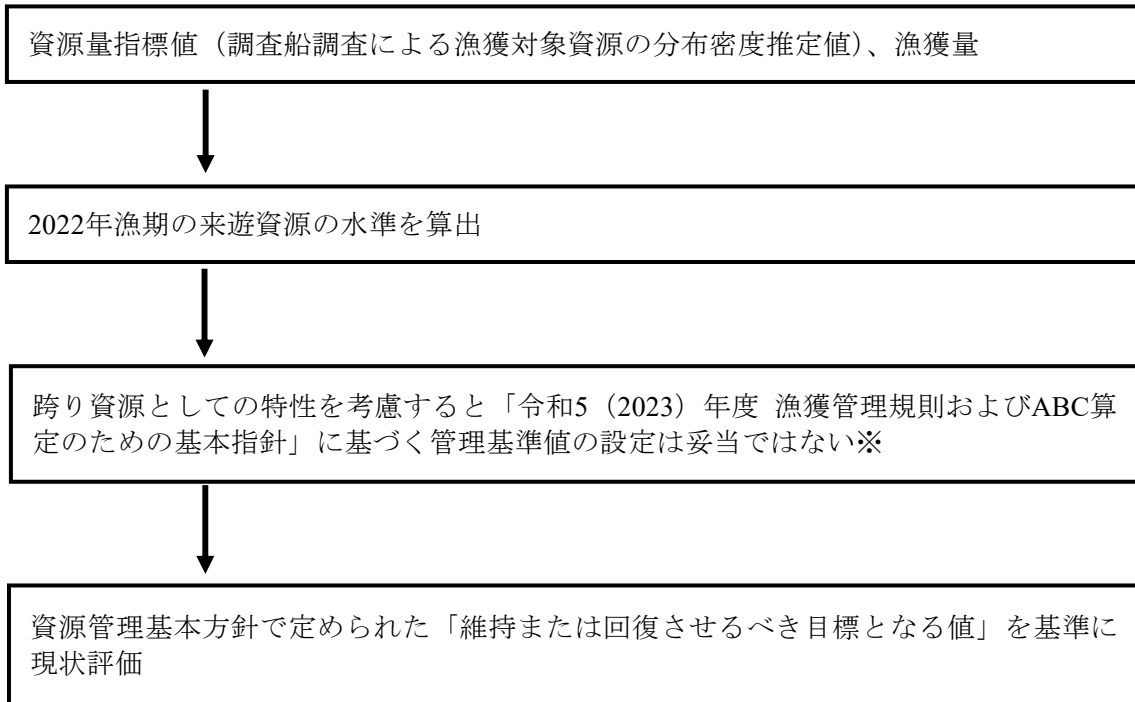 資源量指標値（調査船調査による漁獲対象資源の分布密度推定値）、漁獲量
2022年漁期の来遊資源の水準を算出
跨り資源としての特性を考慮すると「令和5（2023）年度 漁獲管理規則およびABC算
定のための基本指針」に基づく管理基準値の設定は妥当ではない※
資源管理基本方針で定められた「維持または回復させるべき目標となる値」を基準に
現状評価